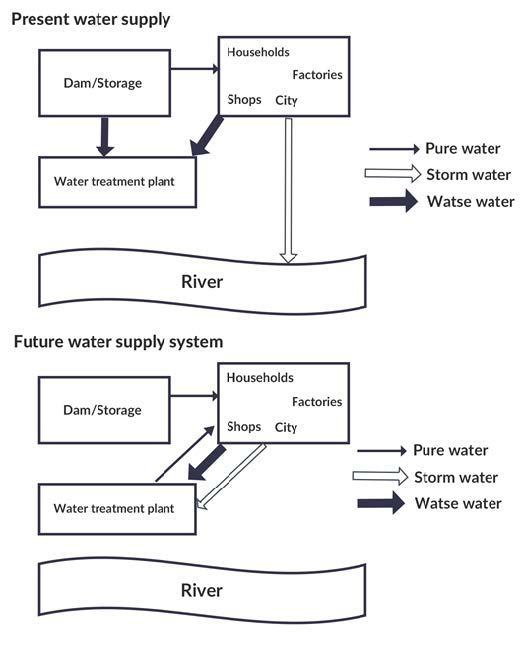 Present water supply
Households
Dam/Storage
Factories
Shops City
Pure water
Water treatment plant
Storm water
Watse water
River
Future water supply system
Households
Dam/Storage
Factories
Shops City
Pure water
Storm water
Water treatment plant
Watse water
River